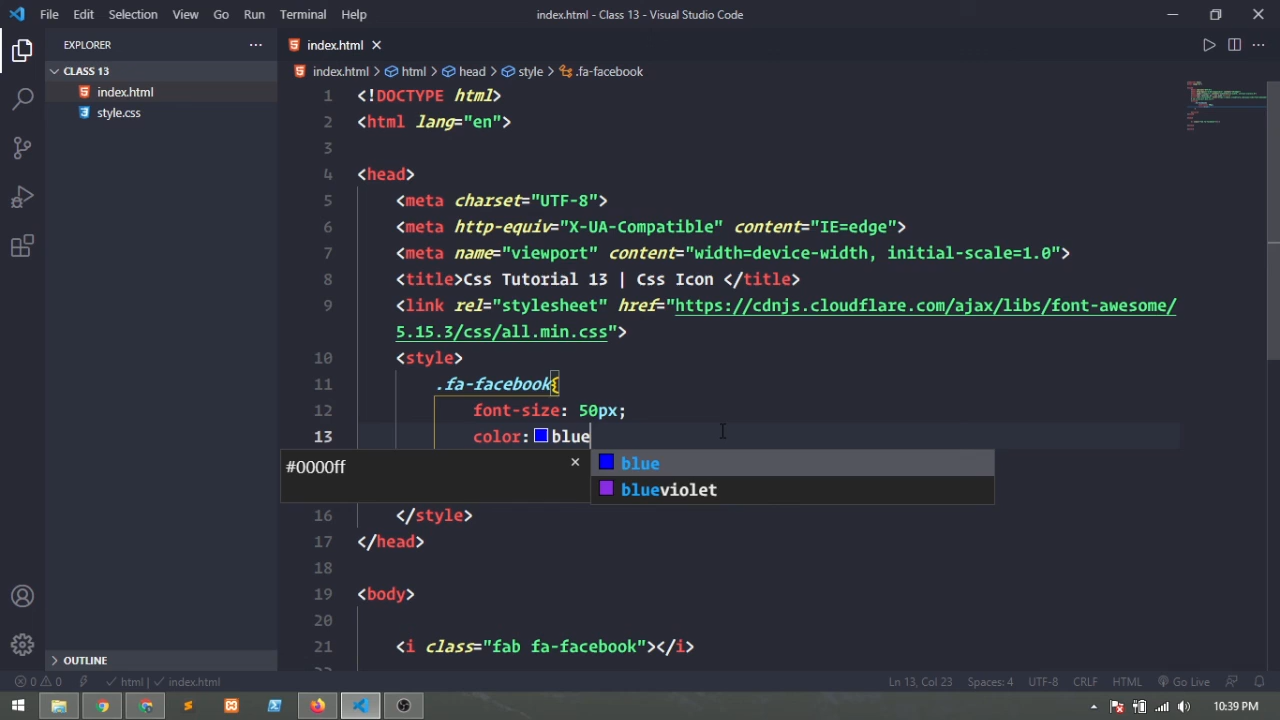 File Edit Selection View Go Run Terminal Help index.html - Class 13 - Visual Studio Code
EXPLORER
index.html
CLASS 13
index.html > html > head > style > .fa-facebook
index.html
style.css
1 <!DOCTYPE html>
2 <html lang="en">
3
4 <head>
5 <meta charset="UTF-8">
6 <meta http-equiv="X-UA-Compatible" content="IE=edge">
7 <meta name="viewport" content="width=device-width, initial-scale=1.0">
8 <title>Css Tutorial 13 | Css Icon </title>
9 <link rel="stylesheet" href="https://cdnjs.cloudflare.com/ajax/libs/font-awesome/
5.15.3/css/all.min.css">
10 <style>
11 .fa-facebook{
12 font-size: 50px;
13 color: blue
#0000ff
blue
blueviolet
16 </style>
17 </head>
18
19 <body>
20
21 <i class="fab fa-facebook"></i>
OUTLINE
0 0 html | index.html Ln 13, Col 23 Spaces: 4 UTF-8 CRLF HTML Go Live
10:39 PM